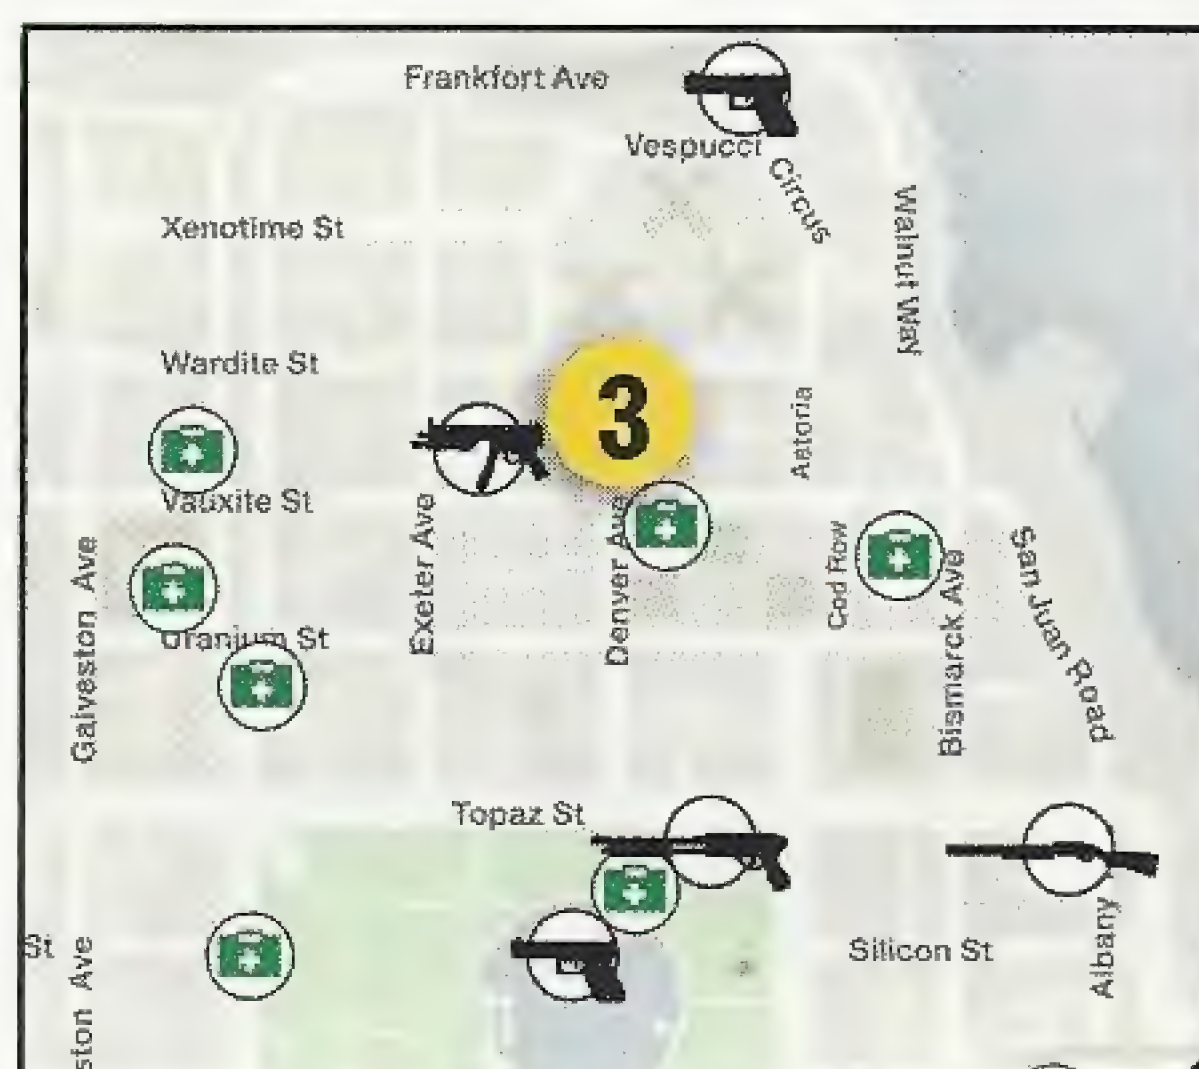 Frankfort Ave
Vespucci
Circus
Xenotime St
Walnut Way
Wardite St
3
Astoria
Vauxite St
Galveston Ave
Exeter Ave
Denver Ave
Cod Row
Bismarck Ave
San Juan Road
Uranium St
Topaz St
St
ston Ave
Silicon St
Albany